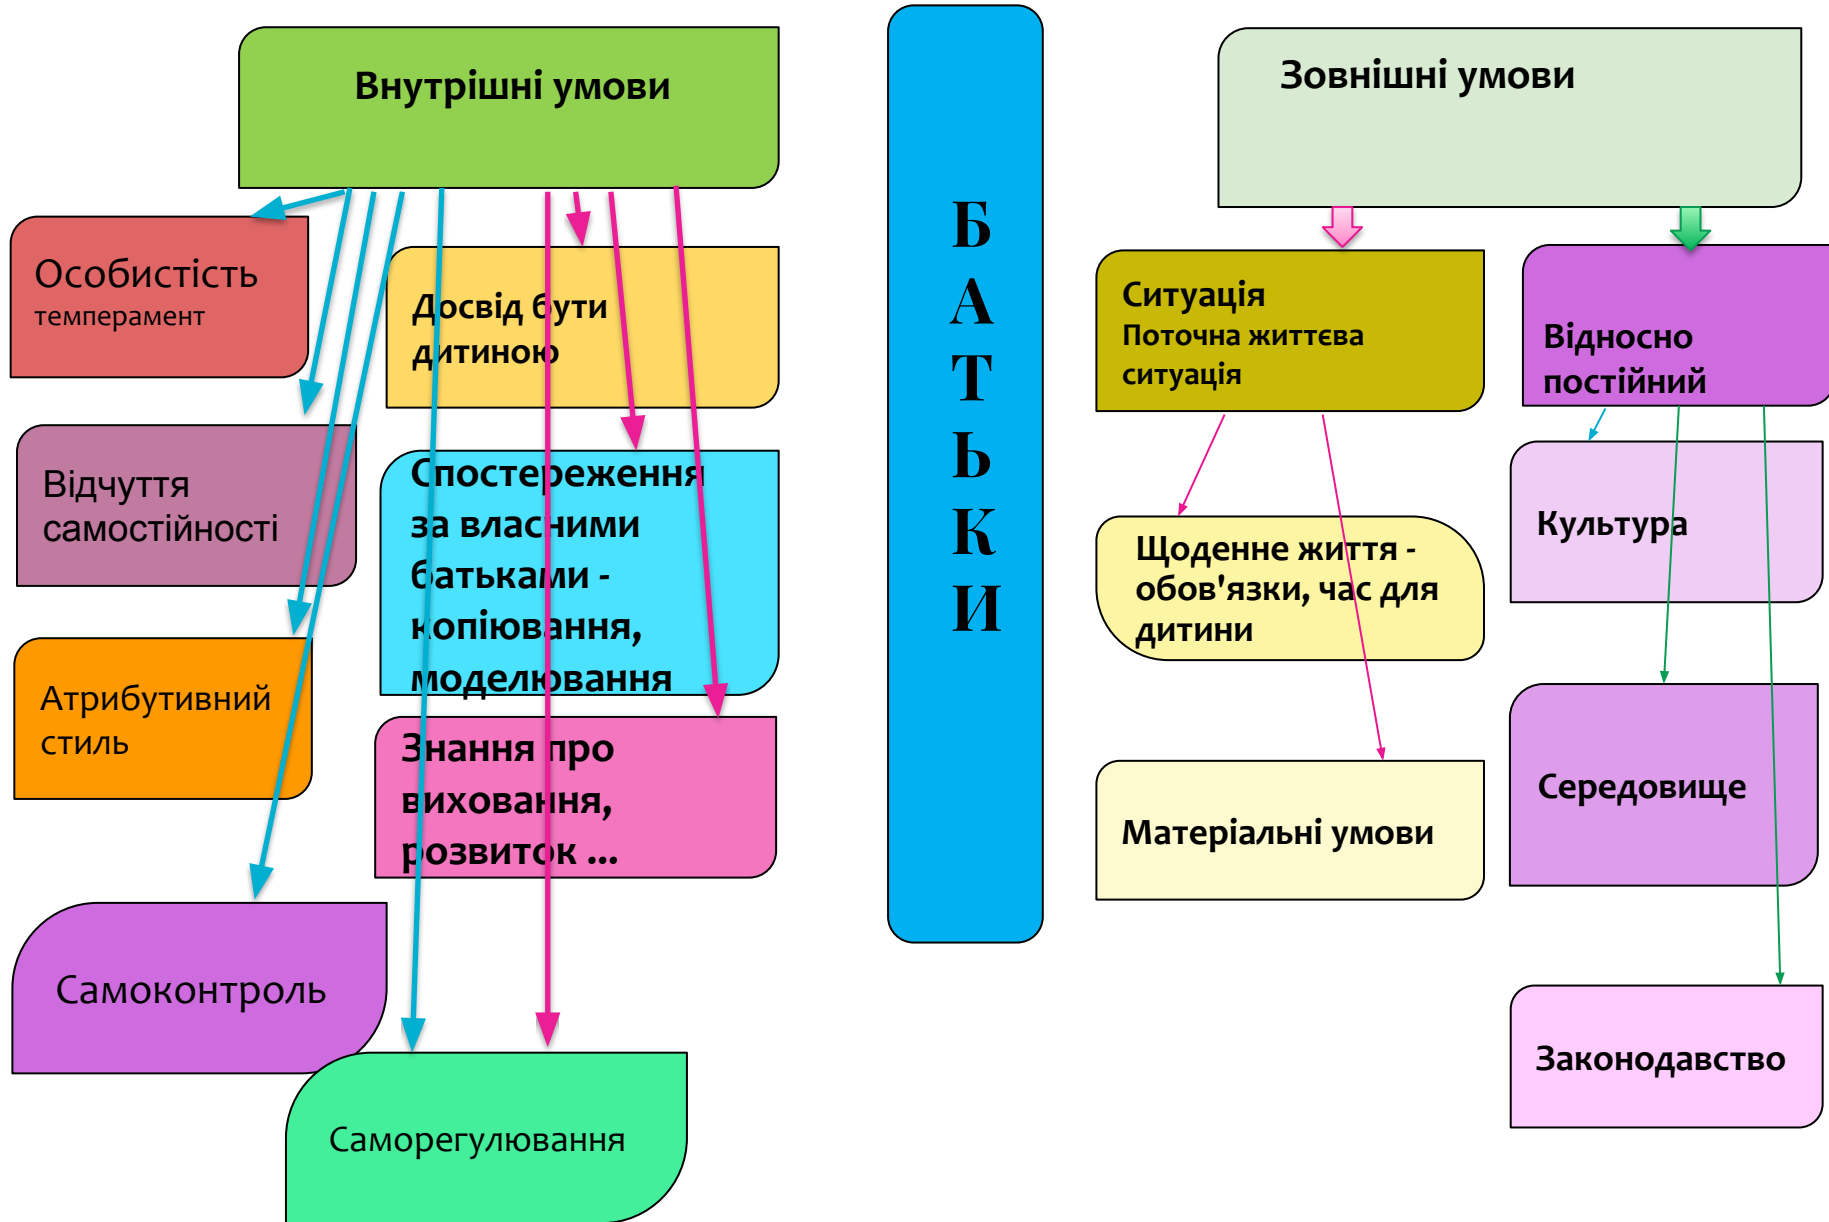 Внутрішні умови
Особистість
темперамент
Досвід бути
дитиною
Відчуття
самостійності
Спостереження
за власними
батьками -
копіювання,
моделювання
Атрибутивний
стиль
Знання про
виховання,
розвиток ...
Самоконтроль
Саморегулювання
Б
А
Т
Ь
К
И
Зовнішні умови
Ситуація
Поточна життєва
ситуація
Відносно
постійний
Щоденне життя -
обов'язки, час для
дитини
Матеріальні умови
Культура
Середовище
Законодавство